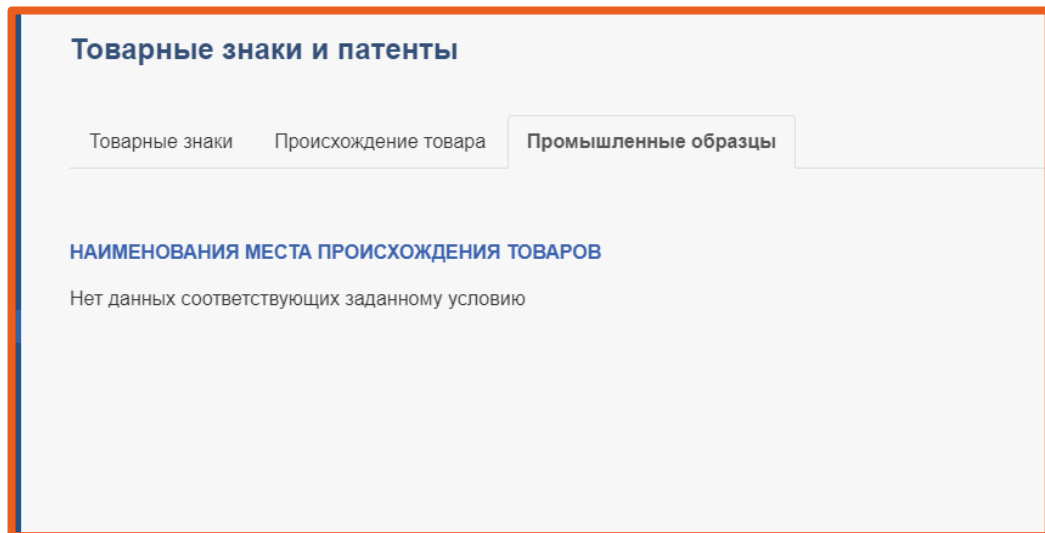 Товарные знаки и патенты
Товарные знаки Происхождение товара Промышленные образцы
НАИМЕНОВАНИЯ МЕСТА ПРОИСХОЖДЕНИЯ ТОВАРОВ
Нет данных соответствующих заданному условию